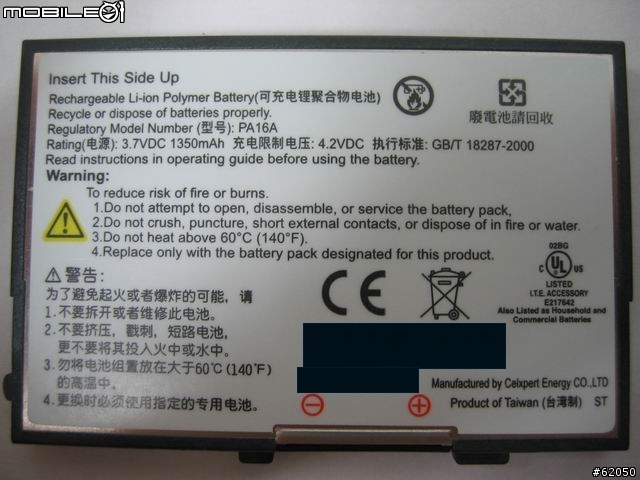 MOBILE01
Insert This Side Up
Rechargeable Li-ion Polymer Battery(可充电锂聚合物电池)
Recycle or dispose of batteries properly.
Regulatory Model Number (型号): PA16A
Rating(电源): 3.7VDC 1350mAh 充电限制电压: 4.2VDC 执行标准: GB/T 18287-2000
Read instructions in operating guide before using the battery.
廢電池請回收
Warning:
To reduce risk of fire or burns.
1.Do not attempt to open, disassemble, or service the battery pack,
2.Do not crush, puncture, short external contacts, or dispose of in fire or water.
3.Do not heat above 60°C (140°F).
4.Replace only with the battery pack designated for this product.
警告:
为了避免起火或者爆炸的可能, 请
1.不要拆开或者维修此电池。
2.不要挤压, 戳刺, 短路电池,
更不要将其投入火中或水中。
3.勿将电池组置放在大于60℃(140℉)
的高温中。
4.更换时必须使用指定的专用电池。
CE
02BG
C UL US
LISTED
I.T.E. ACCESSORY
E217642
Also Listed as Household and
Commercial Batteries
Manufactured by Celxpert Energy CO.,LTD
Product of Taiwan (台湾制) ST
#62050